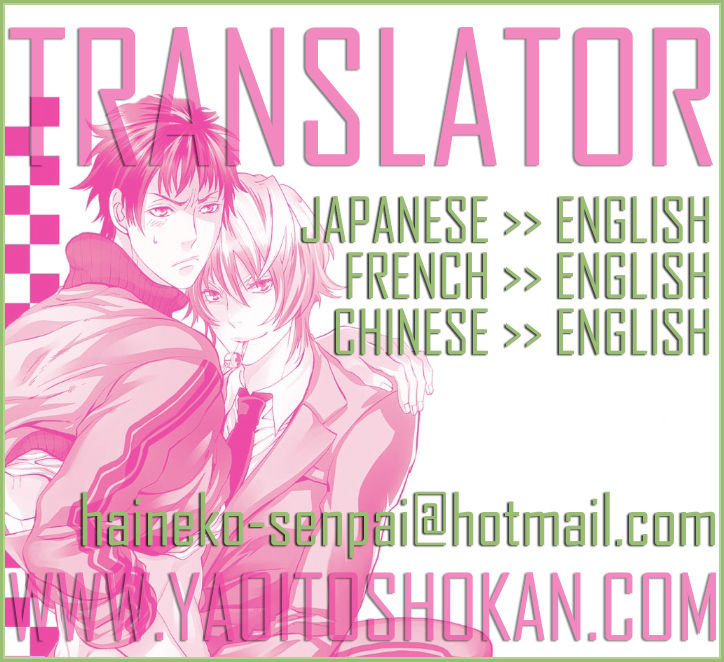 TRANSLATOR
JAPANESE >> ENGLISH
FRENCH >> ENGLISH
CHINESE >> ENGLISH
haineko-senpai@hotmail.com
WWW.YAOITOSHOKAN.COM